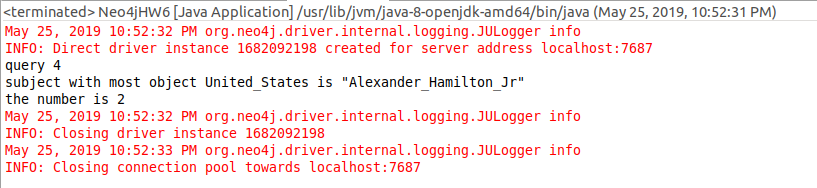 <terminated> Neo4jHW6 [Java Application] /usr/lib/jvm/java-8-openjdk-amd64/bin/java (May 25, 2019, 10:52:31 PM)
May 25, 2019 10:52:32 PM org.neo4j.driver.internal.logging.JULogger info
INFO: Direct driver instance 1682092198 created for server address localhost:7687
query 4
subject with most object United_States is "Alexander_Hamilton_Jr"
the number is 2
May 25, 2019 10:52:32 PM org.neo4j.driver.internal.logging.JULogger info
INFO: Closing driver instance 1682092198
May 25, 2019 10:52:33 PM org.neo4j.driver.internal.logging.JULogger info
INFO: Closing connection pool towards localhost:7687